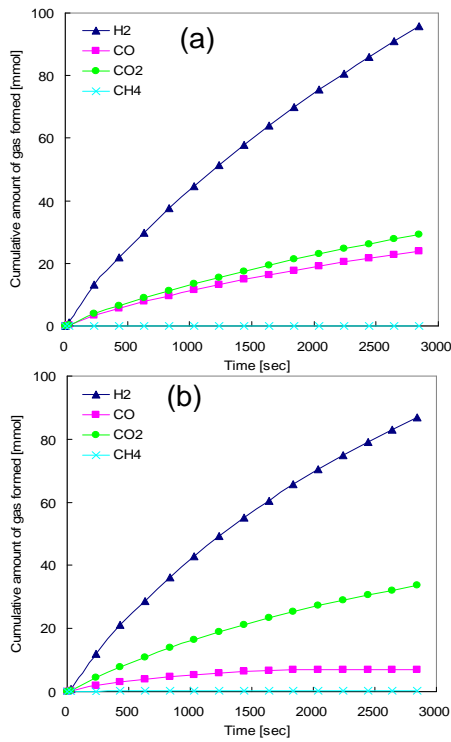 (a)
H2
CO
CO2
CH4
Cumulative amount of gas formed [mmol]
100
80
60
40
20
0
0 500 1000 1500 2000 2500 3000
Time [sec]
(b)
H2
CO
CO2
CH4
Cumulative amount of gas formed [mmol]
100
80
60
40
20
0
0 500 1000 1500 2000 2500 3000
Time [sec]